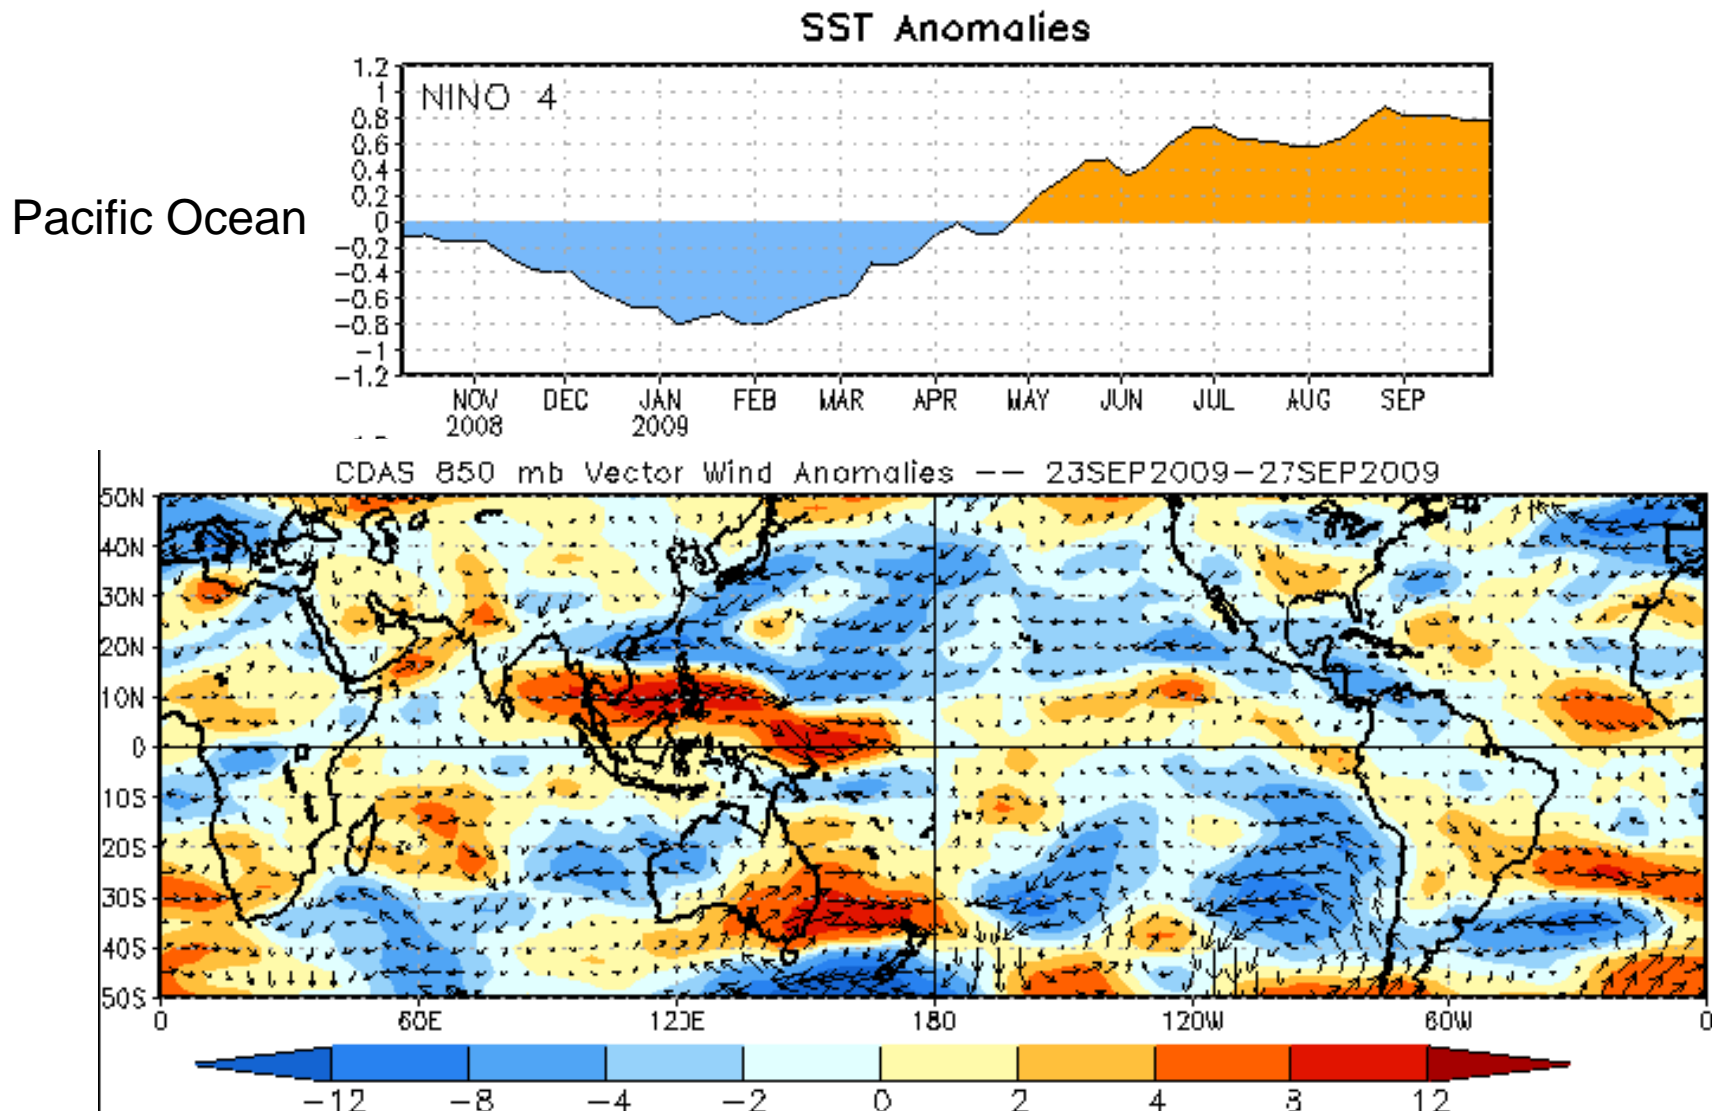 SST Anomalies
NINO 4
1.2
1
0.8
0.6
0.4
0.2
0
-0.2
-0.4
-0.6
-0.8
-1
-1.2
Pacific Ocean
NOV DEC JAN FEB MAR APR MAY JUN JUL AUG SEP
2008 2009
CDAS 850 mb Vector Wind Anomalies -- 23SEP2009-27SEP2009
50N
40N
30N
20N
10N
0
10S
20S
30S
40S
50S
0 60E 120E 180 120W 60W 0
-12 -8 -4 -2 0 2 4 8 12